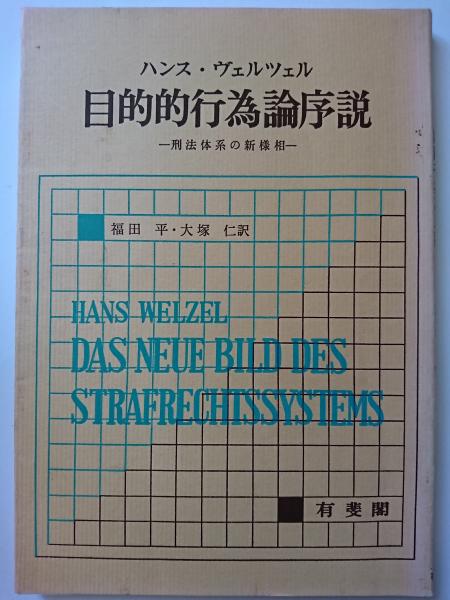 ハンス・ヴェルツェル
目的的行為論序説
—刑法体系の新様相—
福田 平・大塚 仁訳
HANS WELZEL
DAS NEUE BILD DES
STRAFRECHTSSYSTEMS
有斐閣